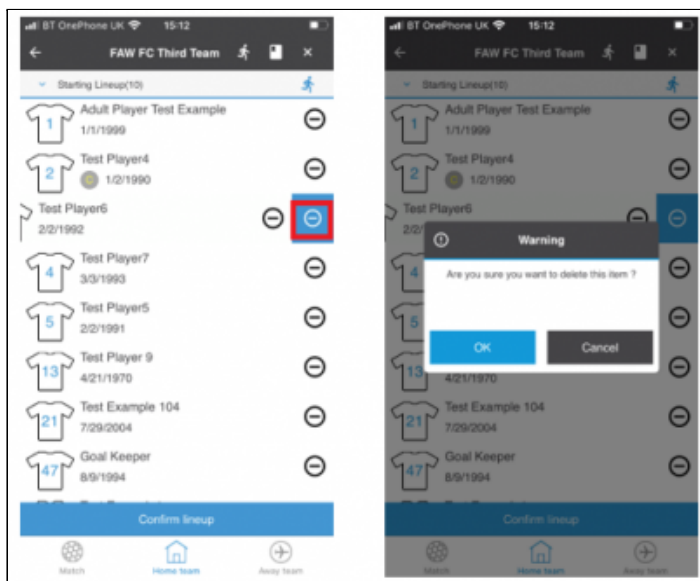 BT OnePhone UK 15:12
FAW FC Third Team
Starting Lineup(10)
1 Adult Player Test Example
1/1/1999
2 Test Player4
C 1/2/1990
Test Player6
2/2/1992
4 Test Player7
3/3/1993
5 Test Player5
2/2/1991
13 Test Player 9
4/21/1970
21 Test Example 104
7/29/2004
47 Goal Keeper
8/9/1994
Confirm lineup
Match Home team Away team
BT OnePhone UK 15:12
FAW FC Third Team
Starting Lineup(10)
1 Adult Player Test Example
1/1/1999
2 Test Player4
C 1/2/1990
Test Player6
2/2/
Warning
4
Are you sure you want to delete this item ?
5
OK Cancel
13
4/21/1970
21 Test Example 104
7/29/2004
47 Goal Keeper
8/9/1994
Confirm lineup
Match Home team Away team